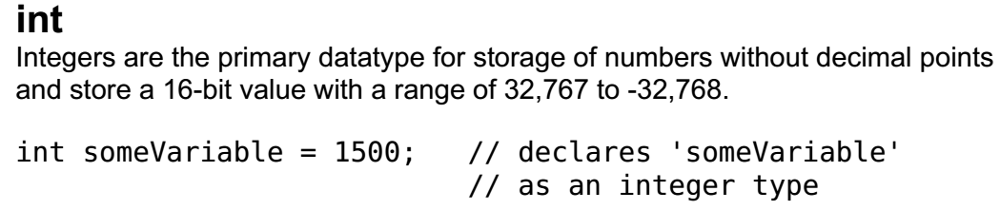 int
Integers are the primary datatype for storage of numbers without decimal points
and store a 16-bit value with a range of 32,767 to -32,768.
int someVariable = 1500;   // declares 'someVariable'
                           // as an integer type